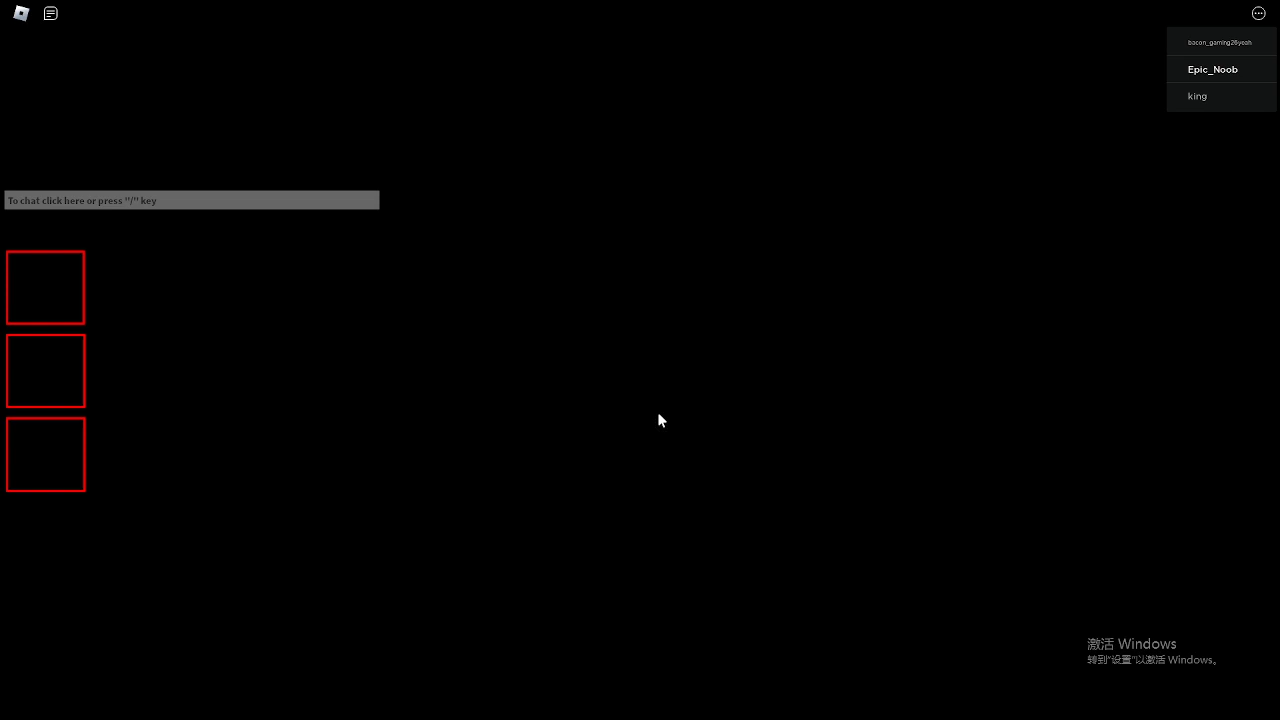 bacon_gaming26yeah
Epic_Noob
king
To chat click here or press "/" key
激活 Windows
转到"设置"以激活 Windows。